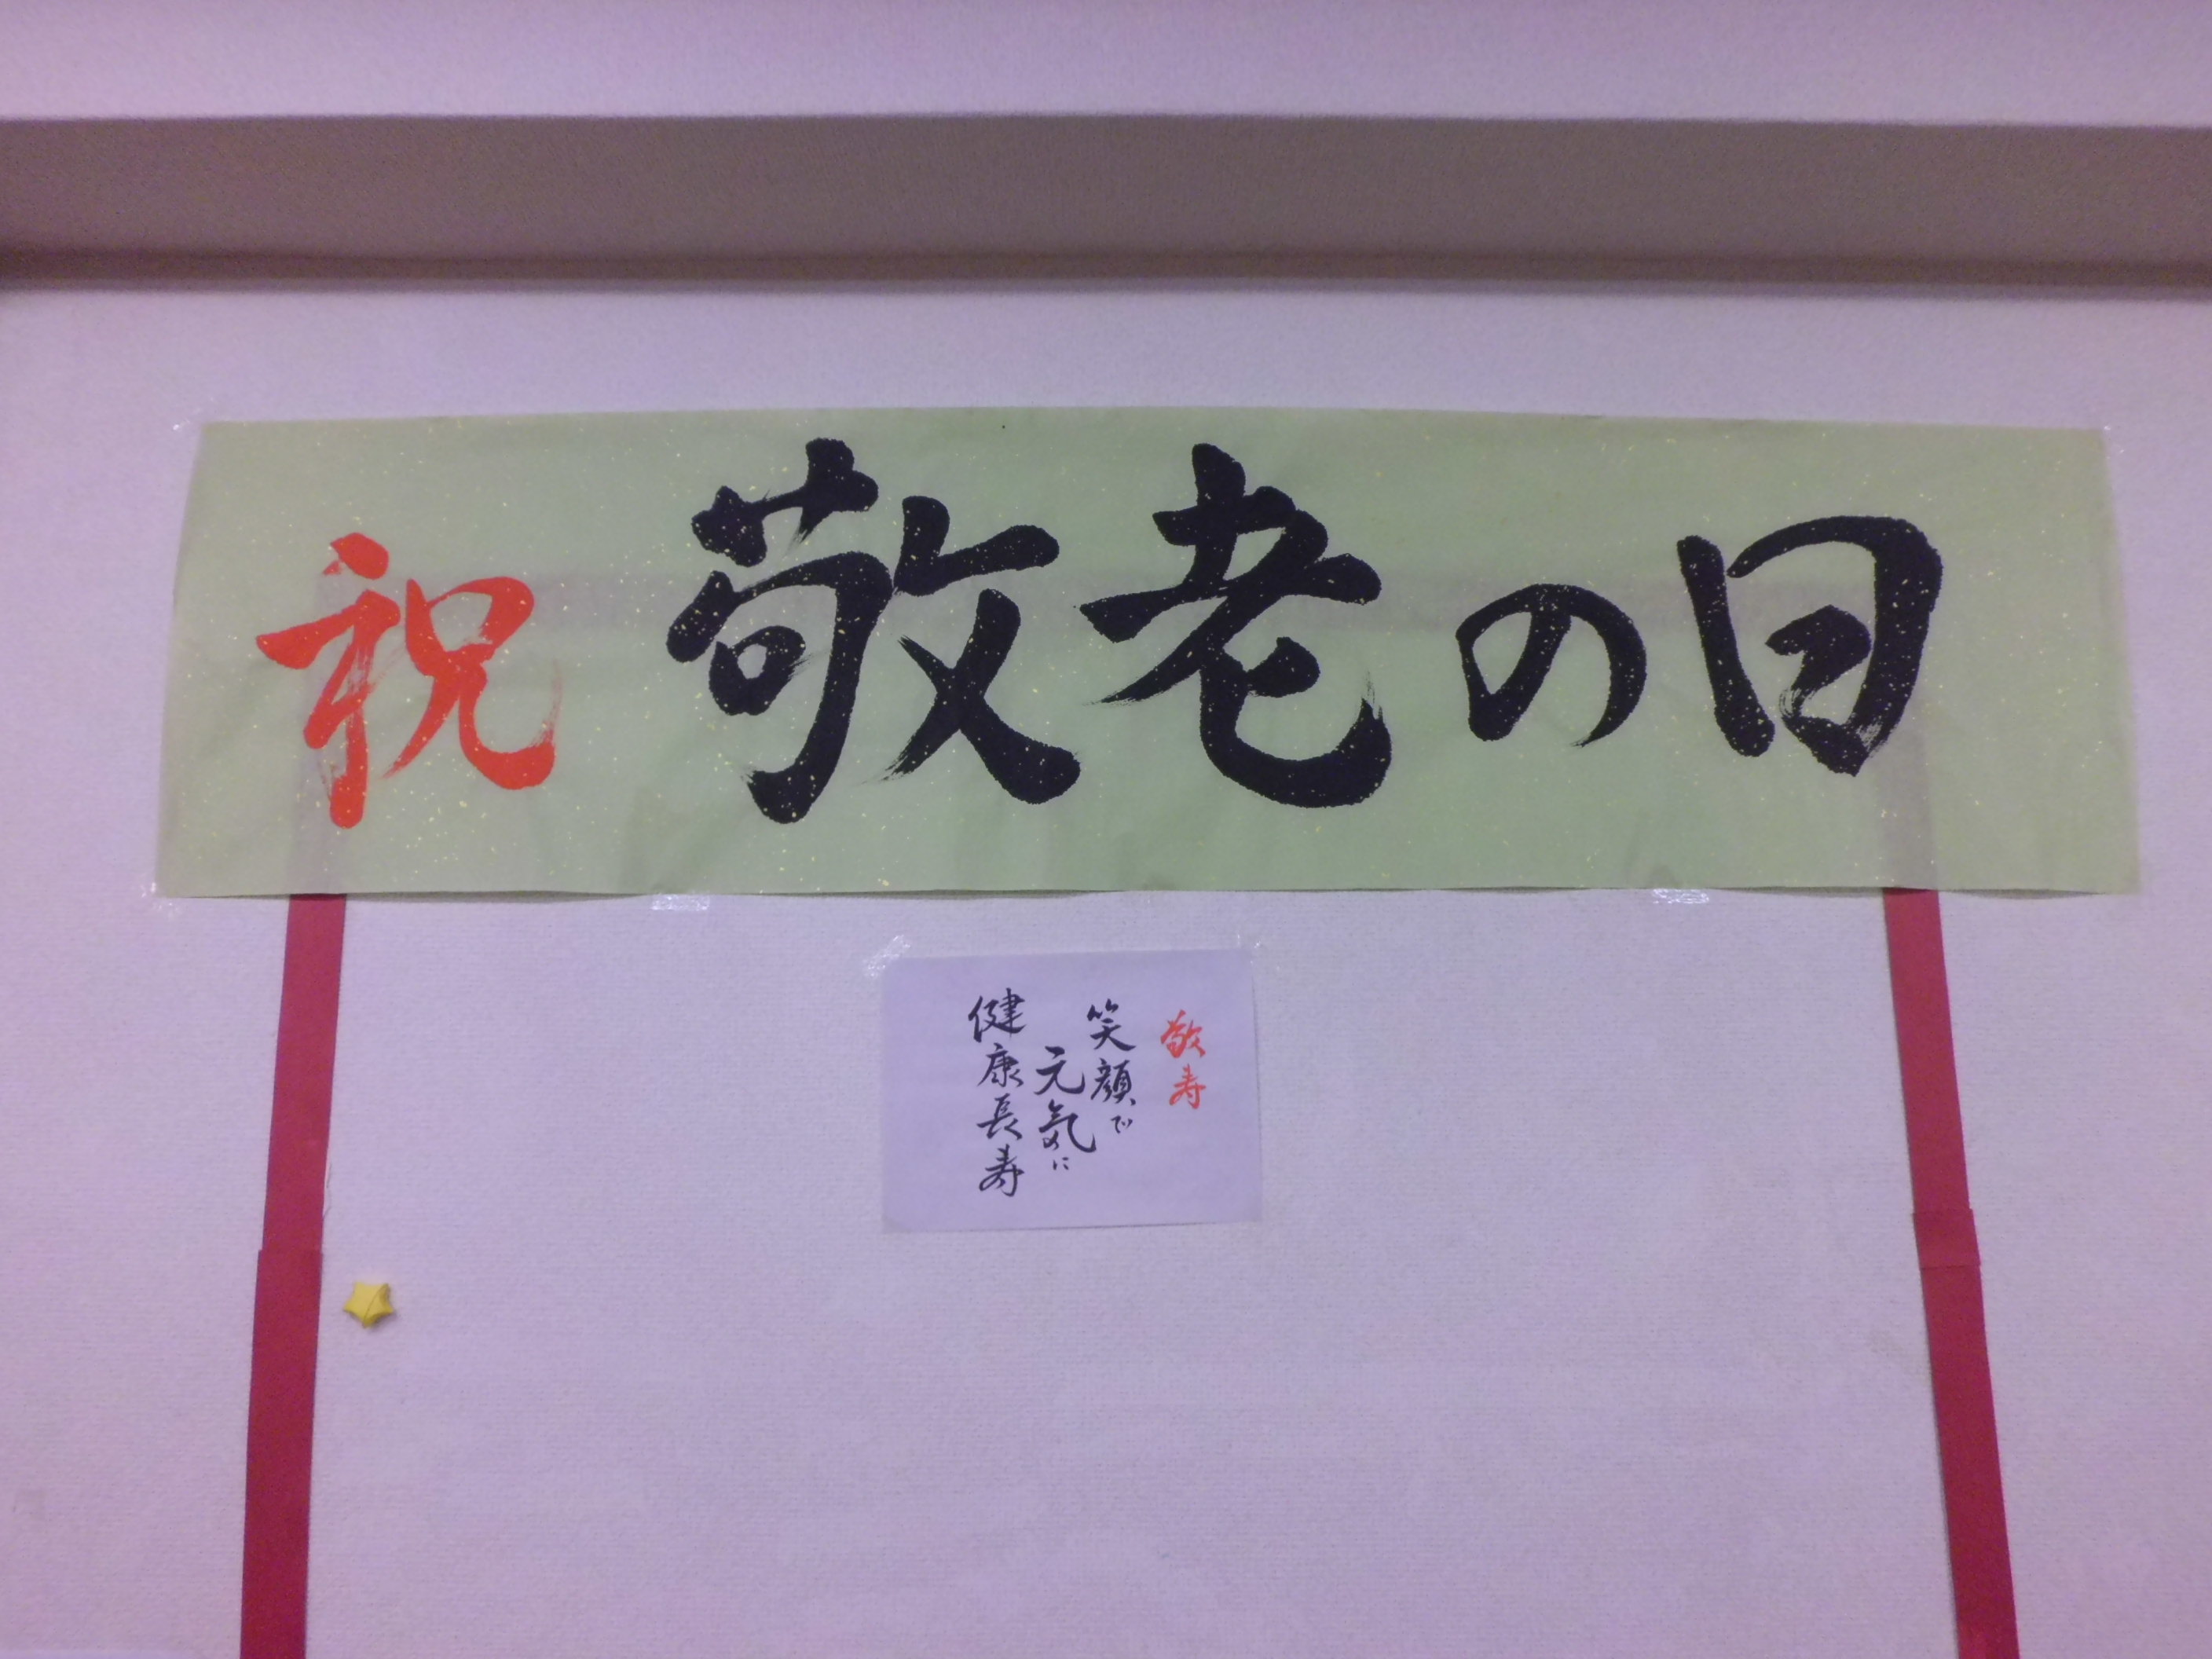 祝 敬老の日
敬寿
笑顔で
元気に
健康長寿